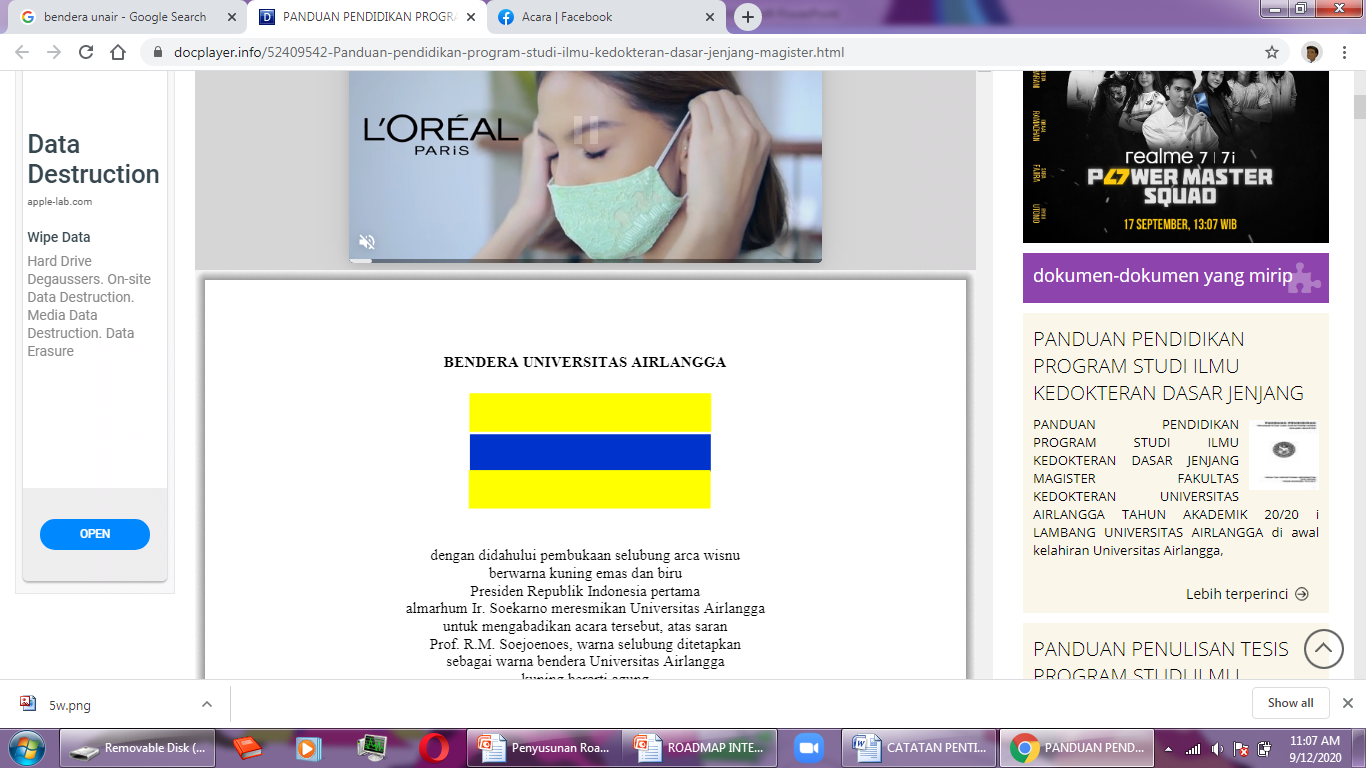 bendera unair - Google Search
PANDUAN PENDIDIKAN PROGRA
Acara | Facebook
docplayer.info/52409542-Panduan-pendidikan-program-studi-ilmu-kedokteran-dasar-jenjang-magister.html
Data
Destruction
apple-lab.com
Wipe Data
Hard Drive
Degaussers. On-site
Data Destruction.
Media Data
Destruction. Data
Erasure
OPEN
L'ORÉAL
PARIS
BENDERA UNIVERSITAS AIRLANGGA
dengan didahului pembukaan selubung arca wisnu
berwarna kuning emas dan biru
Presiden Republik Indonesia pertama
almarhum Ir. Soekarno meresmikan Universitas Airlangga
untuk mengabadikan acara tersebut, atas saran
Prof. R.M. Soejoenoes, warna selubung ditetapkan
sebagai warna bendera Universitas Airlangga
kuning berarti agung
realme 7 | 7i
POWER MASTER
SQUAD
17 SEPTEMBER, 13:07 WIB
dokumen-dokumen yang mirip
PANDUAN PENDIDIKAN
PROGRAM STUDI ILMU
KEDOKTERAN DASAR JENJANG
PANDUAN PENDIDIKAN
PROGRAM STUDI ILMU
KEDOKTERAN DASAR JENJANG
MAGISTER FAKULTAS
KEDOKTERAN UNIVERSITAS
AIRLANGGA TAHUN AKADEMIK 20/20 i
LAMBANG UNIVERSITAS AIRLANGGA di awal
kelahiran Universitas Airlangga,
Lebih terperinci
PANDUAN PENULISAN TESIS
PROGRAM STUDI ILMU
5w.png
Show all
Removable Disk (...
Penyusunan Roa...
ROADMAP INTE...
CATATAN PENTI...
PANDUAN PEND...
11:07 AM
9/12/2020